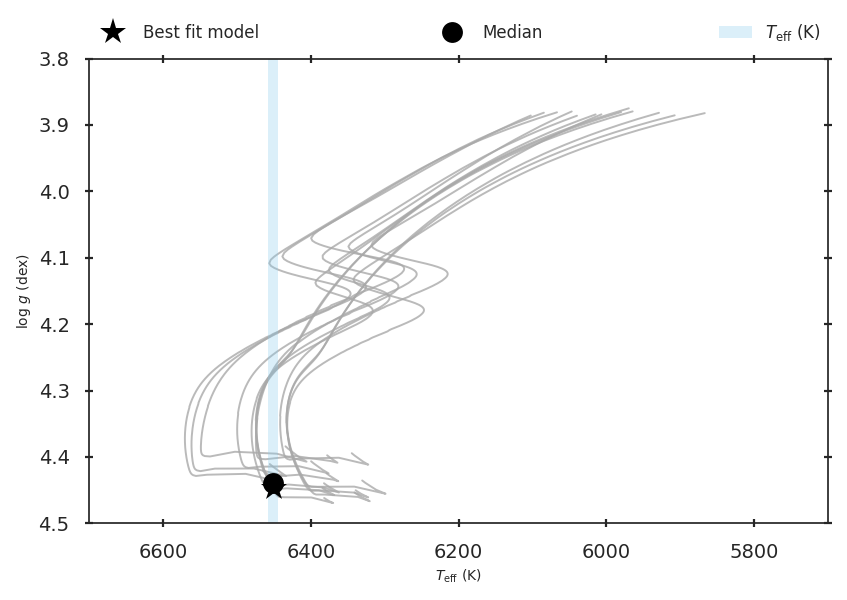 Best fit model Median T_eff (K)
3.8
3.9
4.0
4.1
4.2
4.3
4.4
4.5
log g (dex)
6600 6400 6200 6000 5800
T_eff (K)